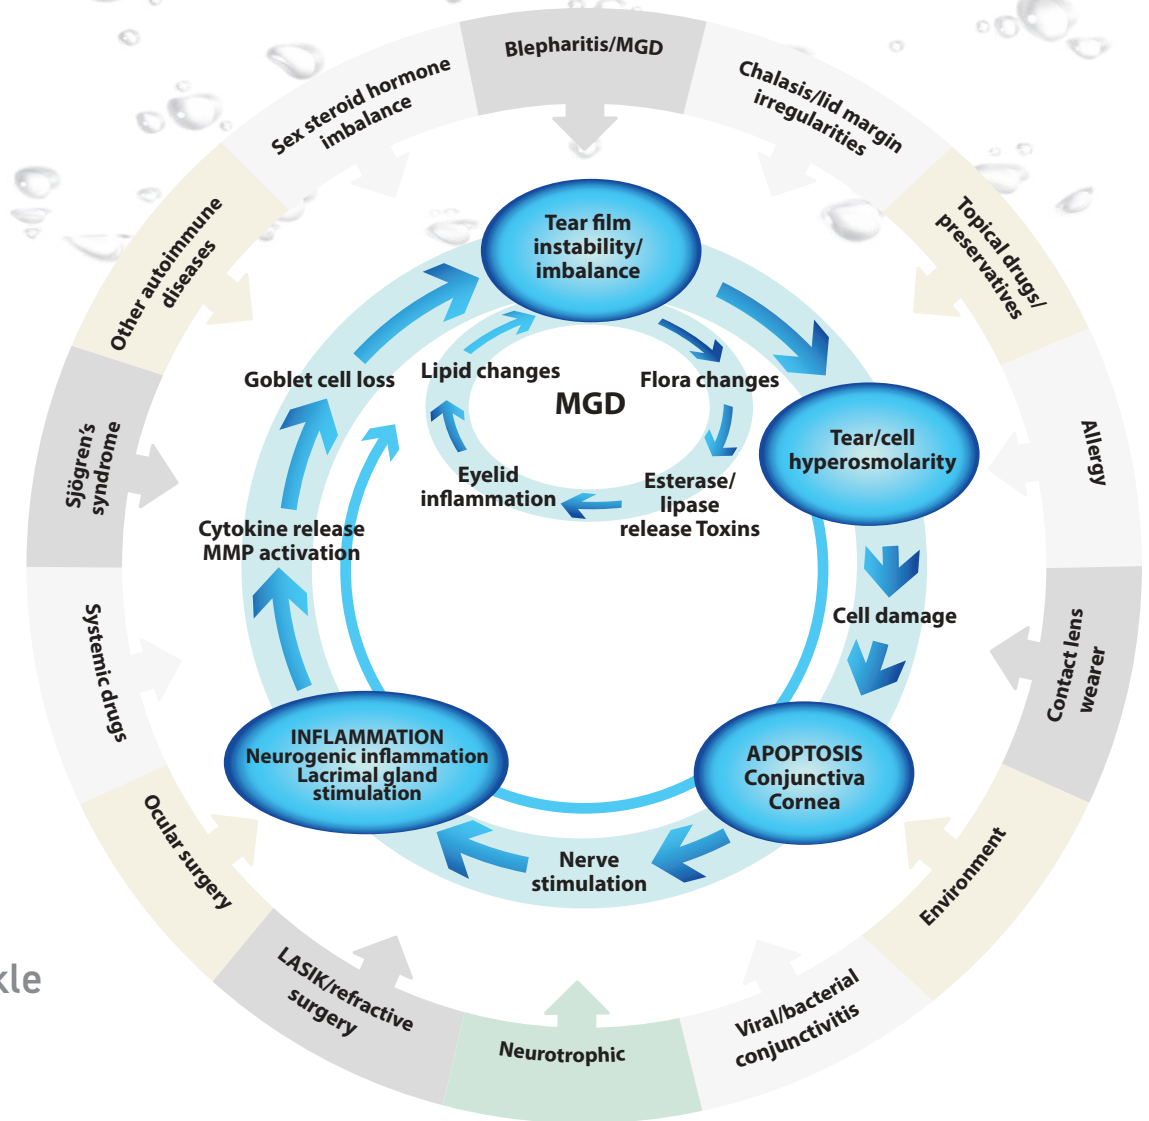 Blepharitis/MGD
Chalasis/lid margin
irregularities
Topical drugs/
preservatives
Allergy
Contact lens
wearer
Environment
Viral/bacterial
conjunctivitis
Neurotrophic
LASIK/refractive
surgery
Ocular surgery
Systemic drugs
Sjögren's
syndrome
Other autoimmune
diseases
Sex steroid hormone
imbalance
Tear film
instability/
imbalance
Tear/cell
hyperosmolarity
Cell damage
APOPTOSIS
Conjunctiva
Cornea
Nerve
stimulation
INFLAMMATION
Neurogenic inflammation
Lacrimal gland
stimulation
Cytokine release
MMP activation
Goblet cell loss
MGD
Flora changes
Esterase/
lipase
release Toxins
Eyelid
inflammation
Lipid changes
kle